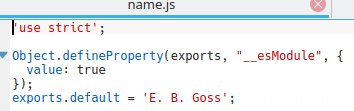 name.js
'use strict';
Object.defineProperty(exports, "__esModule", {
value: true
});
exports.default = 'E. B. Goss';